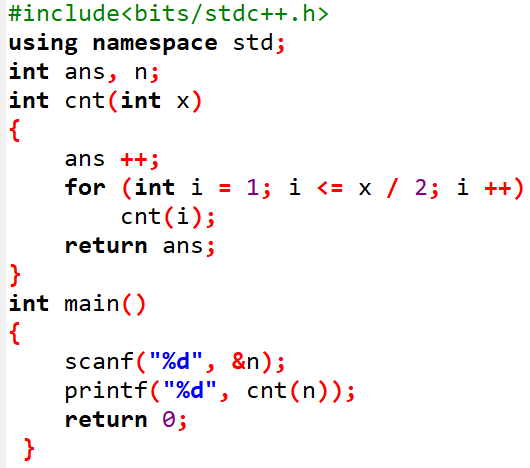 #include<bits/stdc++.h>
using namespace std;
int ans, n;
int cnt(int x)
{
    ans ++;
    for (int i = 1; i <= x / 2; i ++)
        cnt(i);
    return ans;
}
int main()
{
    scanf("%d", &n);
    printf("%d", cnt(n));
    return 0;
 }